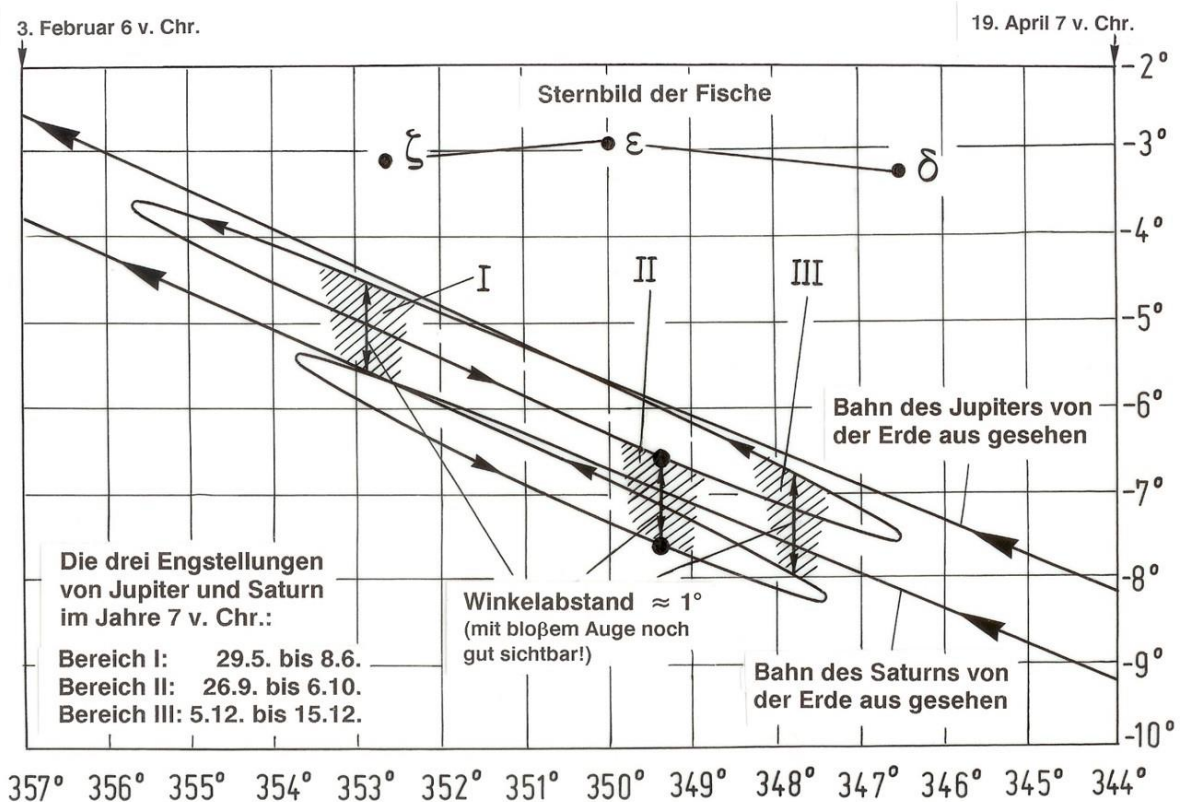 3. Februar 6 v. Chr.
19. April 7 v. Chr.
-2°
Sternbild der Fische
ζ
ε
δ
-3°
-4°
I
II
III
-5°
Bahn des Jupiters von
der Erde aus gesehen
-6°
-7°
Die drei Engstellungen
von Jupiter und Saturn
im Jahre 7 v. Chr.:
Bereich I: 29.5. bis 8.6.
Bereich II: 26.9. bis 6.10.
Bereich III: 5.12. bis 15.12.
Winkelabstand ≈ 1°
(mit bloβem Auge noch
gut sichtbar!)
-8°
Bahn des Saturns von
der Erde aus gesehen
-9°
-10°
357° 356° 355° 354° 353° 352° 351° 350° 349° 348° 347° 346° 345° 344°